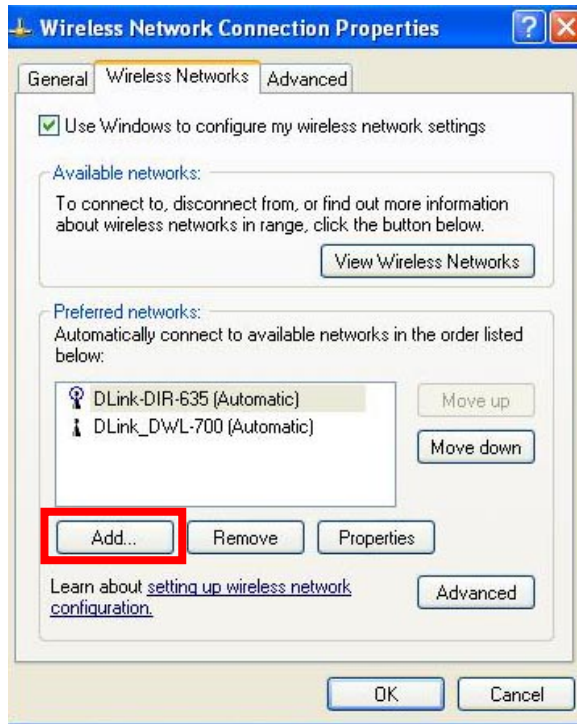 Wireless Network Connection Properties
General Wireless Networks Advanced
Use Windows to configure my wireless network settings
Available networks:
To connect to, disconnect from, or find out more information
about wireless networks in range, click the button below.
View Wireless Networks
Preferred networks:
Automatically connect to available networks in the order listed
below:
DLink-DIR-635 (Automatic)
Move up
DLink_DWL-700 (Automatic)
Move down
Add... Remove Properties
Learn about setting up wireless network
configuration.
Advanced
OK Cancel